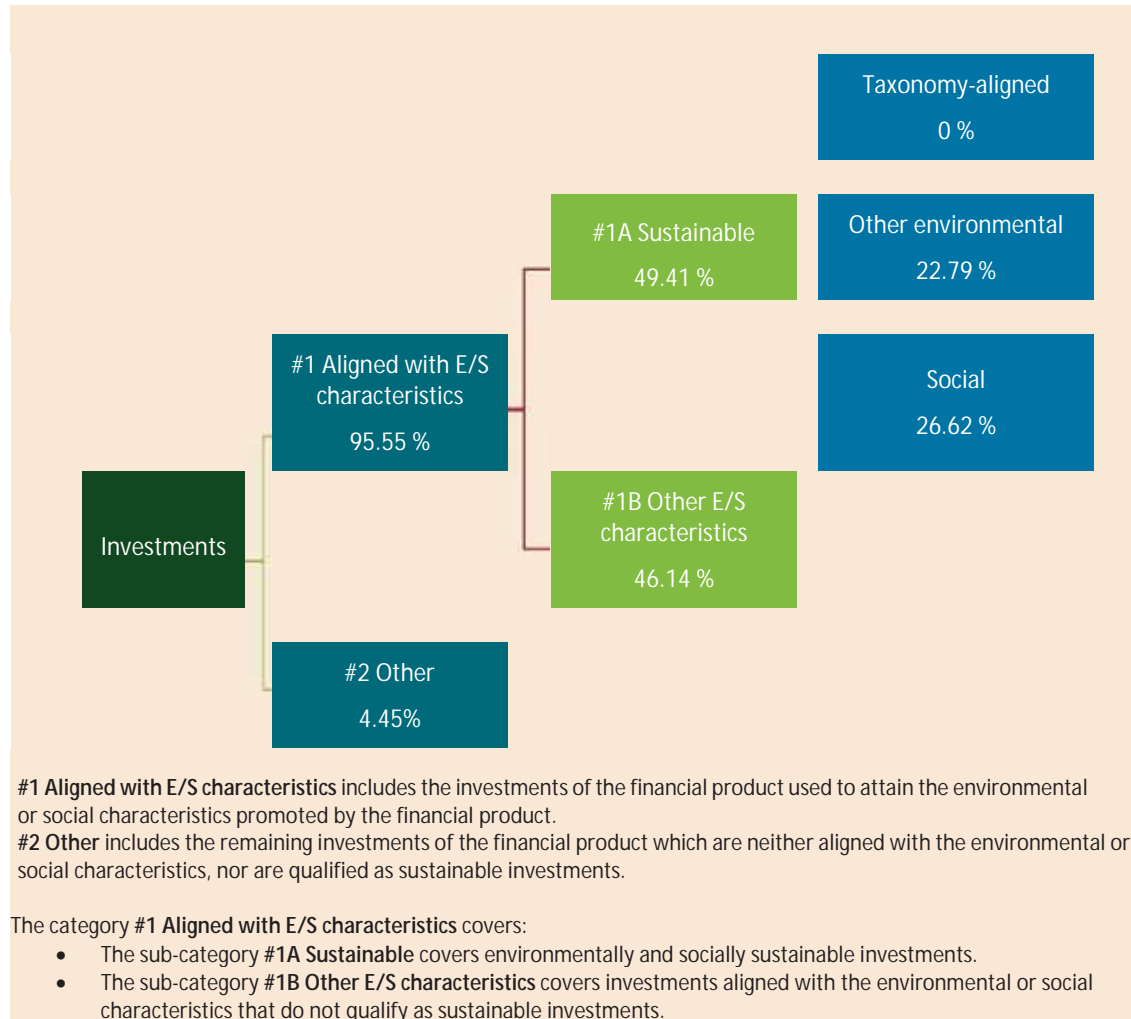 Taxonomy-aligned
0 %
#1A Sustainable
49.41 %
Other environmental
22.79 %
#1 Aligned with E/S
characteristics
95.55 %
Social
26.62 %
Investments
#1B Other E/S
characteristics
46.14 %
#2 Other
4.45%
#1 Aligned with E/S characteristics includes the investments of the financial product used to attain the environmental
or social characteristics promoted by the financial product.
#2 Other includes the remaining investments of the financial product which are neither aligned with the environmental or
social characteristics, nor are qualified as sustainable investments.
The category #1 Aligned with E/S characteristics covers:
• The sub-category #1A Sustainable covers environmentally and socially sustainable investments.
• The sub-category #1B Other E/S characteristics covers investments aligned with the environmental or social
characteristics that do not qualify as sustainable investments.